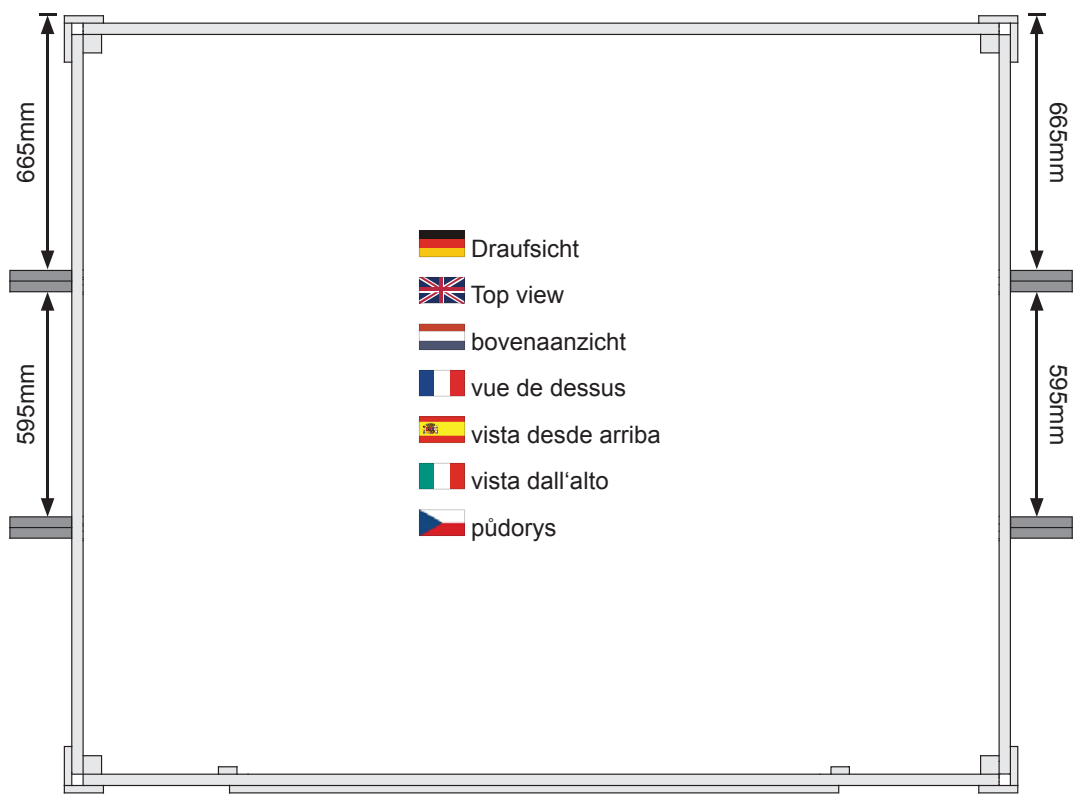 665mm
665mm
Draufsicht
Top view
bovenaanzicht
vue de dessus
595mm
595mm
vista desde arriba
vista dall‘alto
půdorys